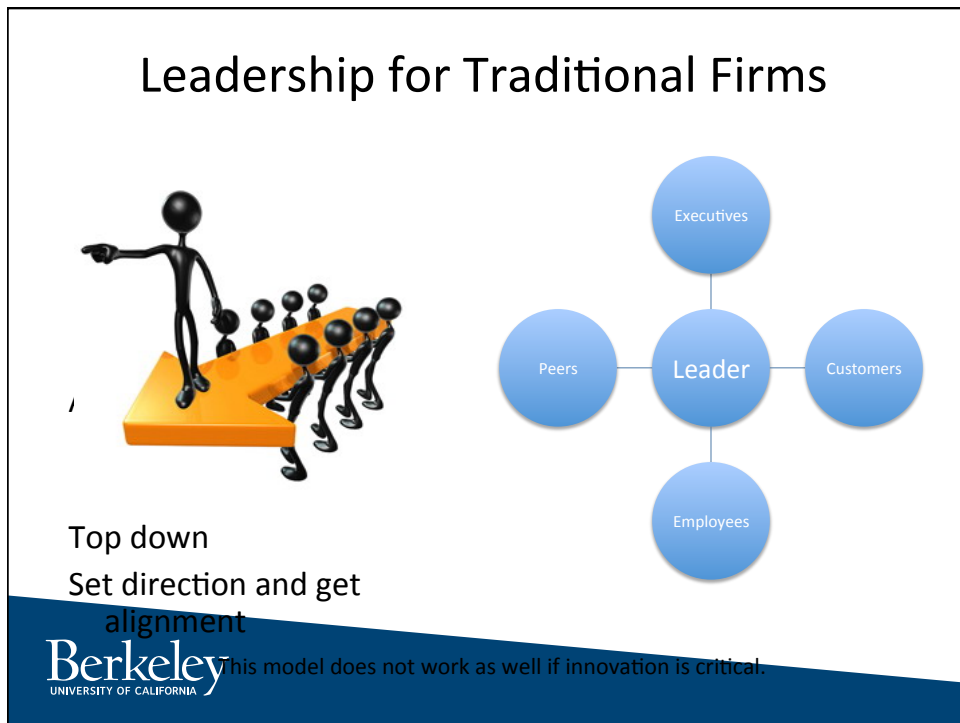 Leadership for Traditional Firms
Executives
Peers
Leader
Customers
Employees
Top down
Set direction and get
alignment
This model does not work as well if innovation is critical.
Berkeley
UNIVERSITY OF CALIFORNIA